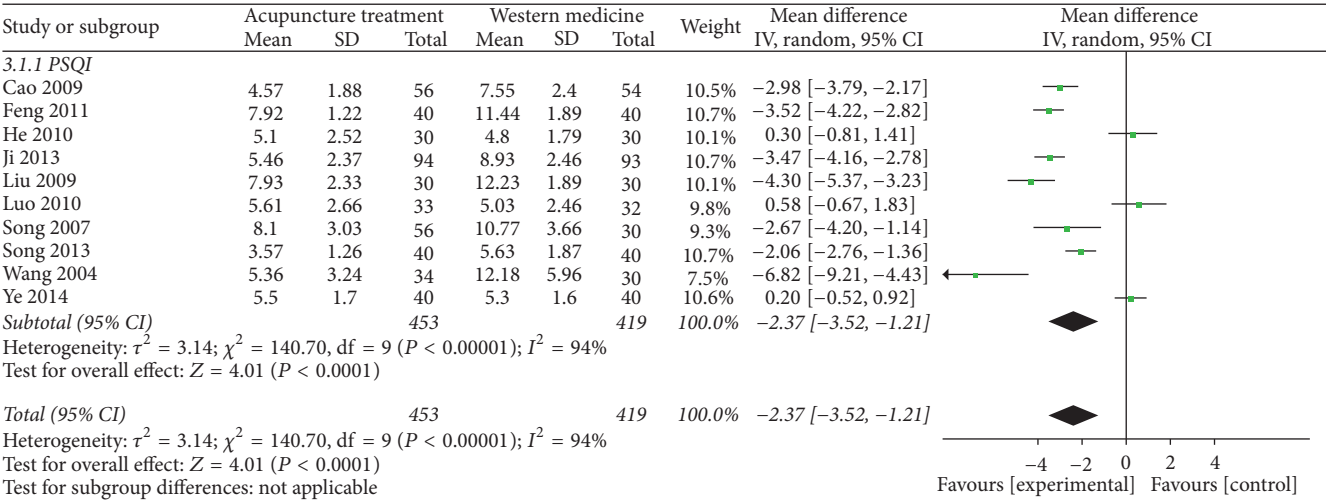 Study or subgroup Acupuncture treatment Western medicine Weight Mean difference Mean difference
Mean SD Total Mean SD Total IV, random, 95% CI IV, random, 95% CI
3.1.1 PSQI
Cao 2009 4.57 1.88 56 7.55 2.4 54 10.5% −2.98 [−3.79, −2.17]
Feng 2011 7.92 1.22 40 11.44 1.89 40 10.7% −3.52 [−4.22, −2.82]
He 2010 5.1 2.52 30 4.8 1.79 30 10.1% 0.30 [−0.81, 1.41]
Ji 2013 5.46 2.37 94 8.93 2.46 93 10.7% −3.47 [−4.16, −2.78]
Liu 2009 7.93 2.33 30 12.23 1.89 30 10.1% −4.30 [−5.37, −3.23]
Luo 2010 5.61 2.66 33 5.03 2.46 32 9.8% 0.58 [−0.67, 1.83]
Song 2007 8.1 3.03 56 10.77 3.66 30 9.3% −2.67 [−4.20, −1.14]
Song 2013 3.57 1.26 40 5.63 1.87 40 10.7% −2.06 [−2.76, −1.36]
Wang 2004 5.36 3.24 34 12.18 5.96 30 7.5% −6.82 [−9.21, −4.43]
Ye 2014 5.5 1.7 40 5.3 1.6 40 10.6% 0.20 [−0.52, 0.92]
Subtotal (95% CI) 453 419 100.0% −2.37 [−3.52, −1.21]
Heterogeneity: τ² = 3.14; χ² = 140.70, df = 9 (P < 0.00001); I² = 94%
Test for overall effect: Z = 4.01 (P < 0.0001)
Total (95% CI) 453 419 100.0% −2.37 [−3.52, −1.21]
Heterogeneity: τ² = 3.14; χ² = 140.70, df = 9 (P < 0.00001); I² = 94%
Test for overall effect: Z = 4.01 (P < 0.0001)
Test for subgroup differences: not applicable
−4 −2 0 2 4
Favours [experimental] Favours [control]